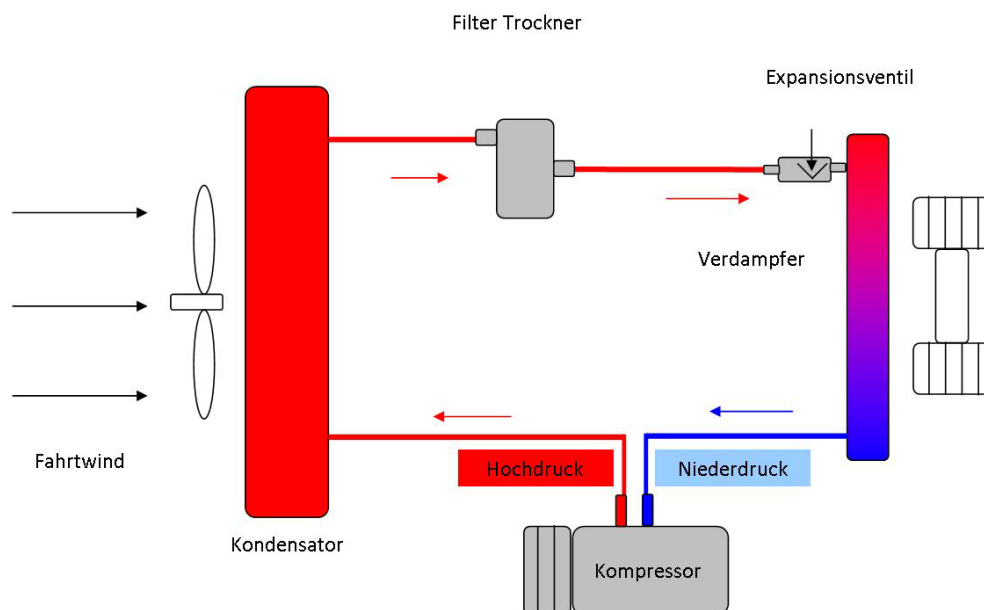 Filter Trockner
Expansionsventil
Verdampfer
Fahrtwind
Hochdruck
Niederdruck
Kondensator
Kompressor